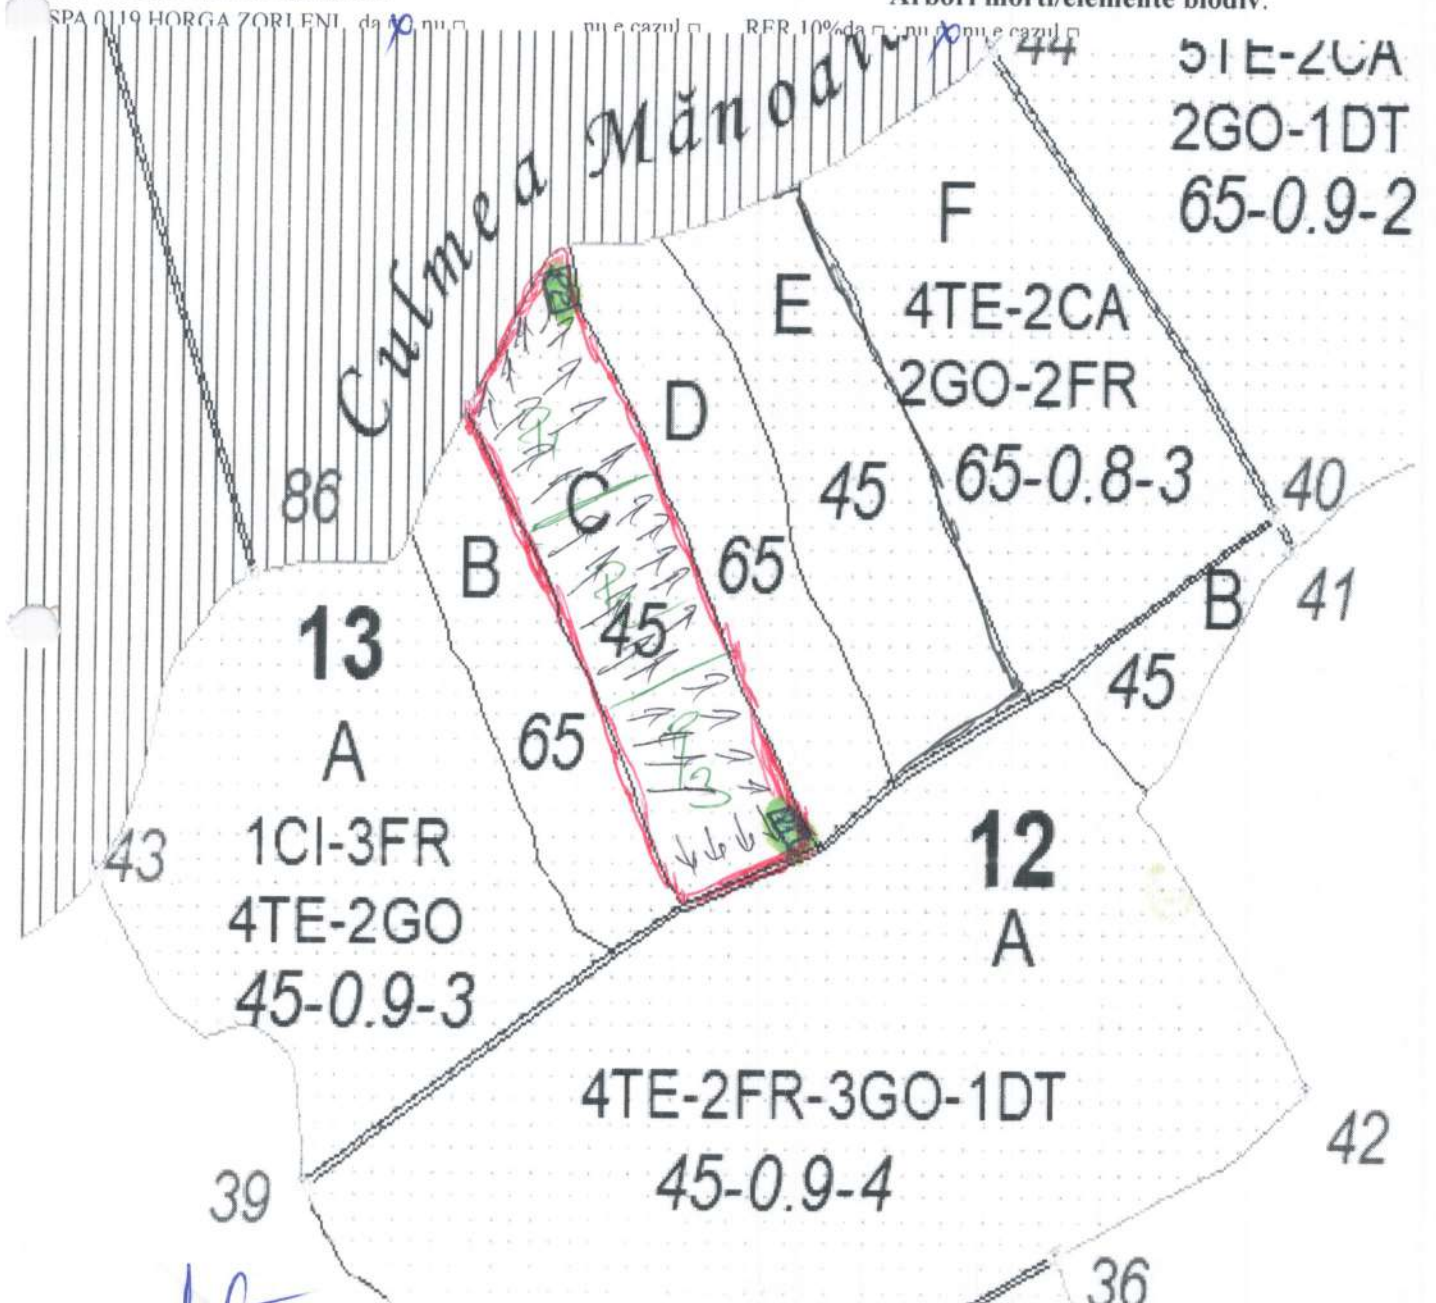 Arbori morti/elemente biodiv.
SPA 0119 HORGA ZORLENI da □, nu □ nu e cazul □ RER 10% da □; nu □ nu e cazul □
Culmea
44
5TE-2CA
2GO-1DT
65-0.9-2
F
E
4TE-2CA
2GO-2FR
65-0.8-3
D
45
40
86
C
B
65
P2
45
B
41
13
45
A
65
P3
1CI-3FR
43
12
4TE-2GO
A
45-0.9-3
4TE-2FR-3GO-1DT
42
45-0.9-4
39
36